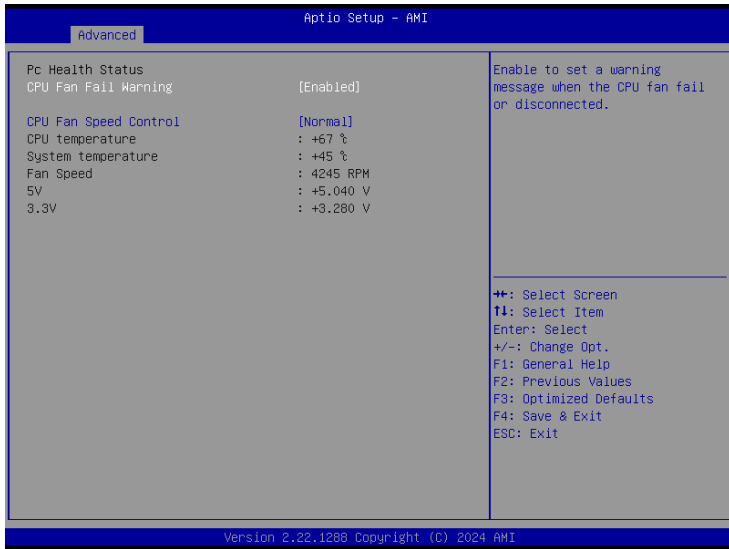 Aptio Setup - AMI
Advanced
Pc Health Status
CPU Fan Fail Warning [Enabled]
CPU Fan Speed Control [Normal]
CPU temperature : +67 ℃
System temperature : +45 ℃
Fan Speed : 4245 RPM
5V : +5.040 V
3.3V : +3.280 V
Enable to set a warning
message when the CPU fan fail
or disconnected.
→←: Select Screen
↑↓: Select Item
Enter: Select
+/-: Change Opt.
F1: General Help
F2: Previous Values
F3: Optimized Defaults
F4: Save & Exit
ESC: Exit
Version 2.22.1288 Copyright (C) 2024 AMI